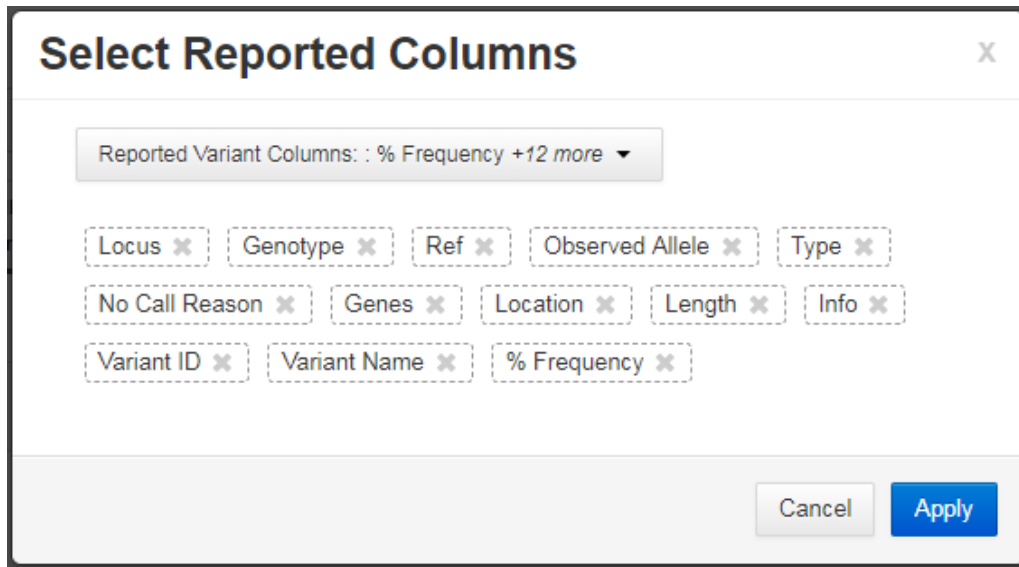 Select Reported Columns x
Reported Variant Columns: : % Frequency +12 more
Locus Genotype Ref Observed Allele Type
No Call Reason Genes Location Length Info
Variant ID Variant Name % Frequency
Cancel Apply